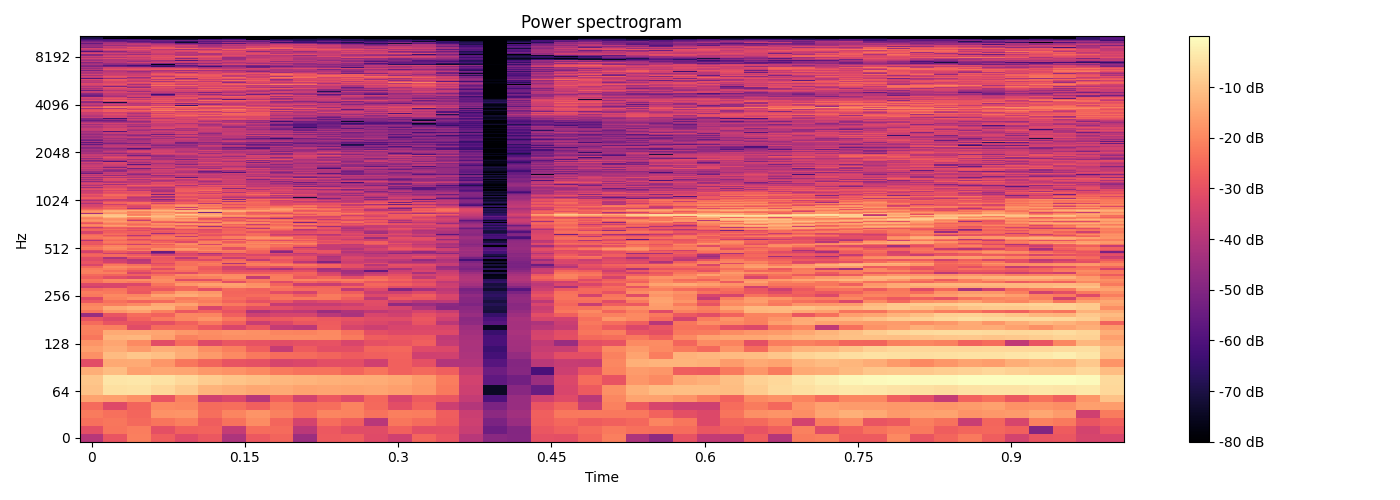 Power spectrogram
Hz
8192
4096
2048
1024
512
256
128
64
0
0 0.15 0.3 0.45 0.6 0.75 0.9
Time
-10 dB
-20 dB
-30 dB
-40 dB
-50 dB
-60 dB
-70 dB
-80 dB